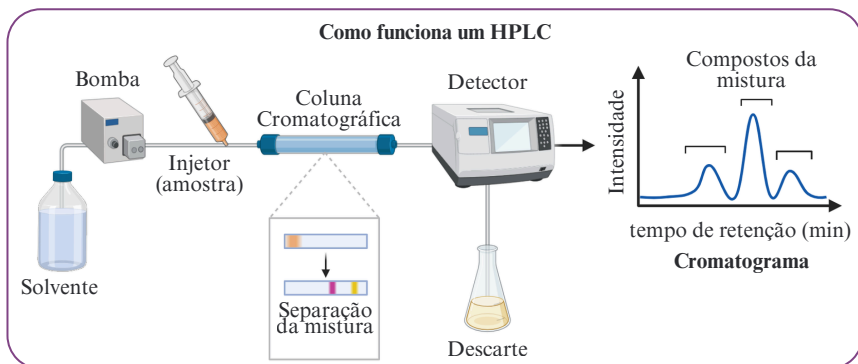 Como funciona um HPLC
Bomba
Injetor
(amostra)
Solvente
Coluna
Cromatográfica
Separação
da mistura
Detector
Descarte
Compostos da
mistura
Intensidade
tempo de retenção (min)
Cromatograma